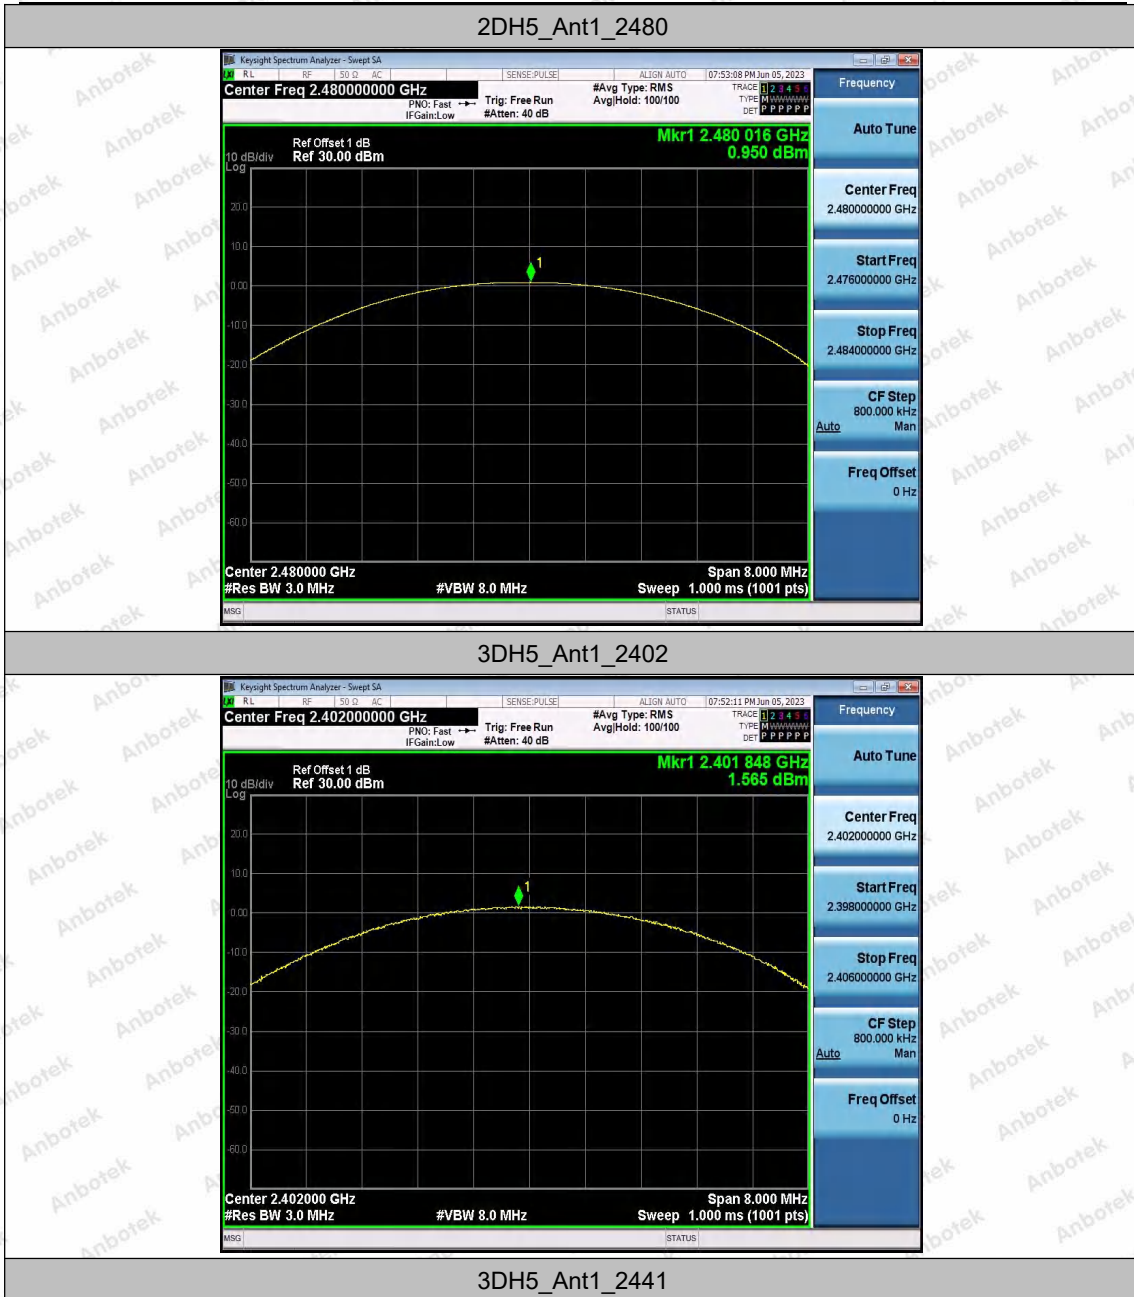 2DH5_Ant1_2480
Keysight Spectrum Analyzer - Swept SA
RL RF 50 Ω AC SENSE:PULSE ALIGN AUTO 07:53:08 PM Jun 05, 2023
Center Freq 2.480000000 GHz
PNO: Fast
IFGain:Low
Trig: Free Run
#Atten: 40 dB
#Avg Type: RMS
Avg|Hold: 100/100
TRACE 1 2 3 4 5 6
TYPE M WWWWW
DET P P P P P P
Mkr1 2.480 016 GHz
0.950 dBm
Ref Offset 1 dB
10 dB/div Ref 30.00 dBm
Log
20.0
10.0
0.00
-10.0
-20.0
-30.0
-40.0
-50.0
-60.0
1
Center 2.480000 GHz Span 8.000 MHz
#Res BW 3.0 MHz #VBW 8.0 MHz Sweep 1.000 ms (1001 pts)
MSG STATUS
Frequency
Auto Tune
Center Freq
2.480000000 GHz
Start Freq
2.476000000 GHz
Stop Freq
2.484000000 GHz
CF Step
800.000 kHz
Auto Man
Freq Offset
0 Hz
3DH5_Ant1_2402
Keysight Spectrum Analyzer - Swept SA
RL RF 50 Ω AC SENSE:PULSE ALIGN AUTO 07:52:11 PM Jun 05, 2023
Center Freq 2.402000000 GHz
PNO: Fast
IFGain:Low
Trig: Free Run
#Atten: 40 dB
#Avg Type: RMS
Avg|Hold: 100/100
TRACE 1 2 3 4 5 6
TYPE M WWWWW
DET P P P P P P
Mkr1 2.401 848 GHz
1.565 dBm
Ref Offset 1 dB
10 dB/div Ref 30.00 dBm
Log
20.0
10.0
0.00
-10.0
-20.0
-30.0
-40.0
-50.0
-60.0
1
Center 2.402000 GHz Span 8.000 MHz
#Res BW 3.0 MHz #VBW 8.0 MHz Sweep 1.000 ms (1001 pts)
MSG STATUS
Frequency
Auto Tune
Center Freq
2.402000000 GHz
Start Freq
2.398000000 GHz
Stop Freq
2.406000000 GHz
CF Step
800.000 kHz
Auto Man
Freq Offset
0 Hz
3DH5_Ant1_2441
Anbotek